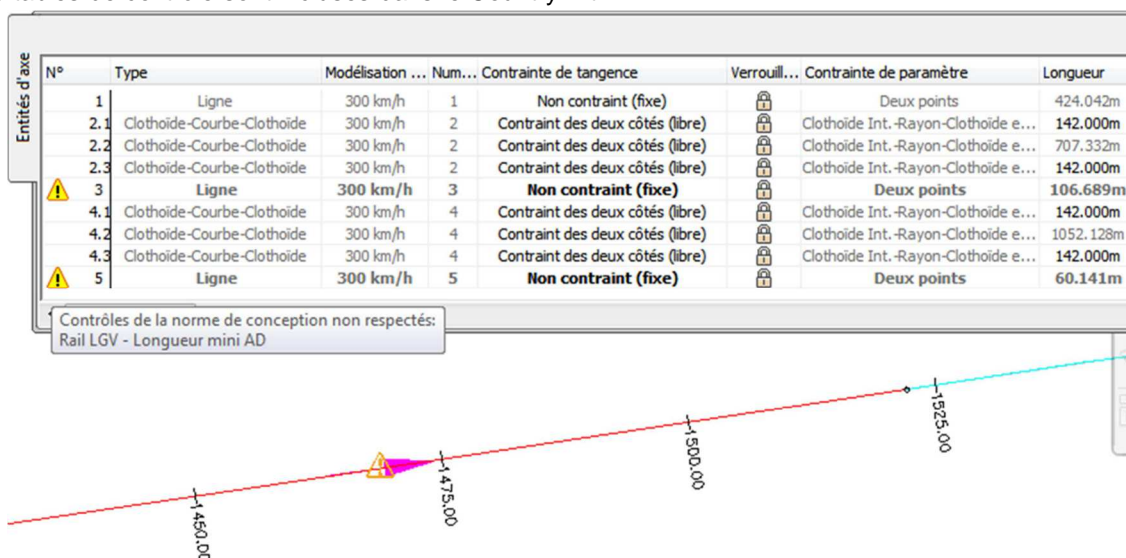 Entités d'axe
N° Type Modélisation ... Num... Contrainte de tangence Verrouill... Contrainte de paramètre Longueur
1 Ligne 300 km/h 1 Non contraint (fixe) Deux points 424.042m
2.1 Clothoïde-Courbe-Clothoïde 300 km/h 2 Contraint des deux côtés (libre) Clothoïde Int.-Rayon-Clothoïde e... 142.000m
2.2 Clothoïde-Courbe-Clothoïde 300 km/h 2 Contraint des deux côtés (libre) Clothoïde Int.-Rayon-Clothoïde e... 707.332m
2.3 Clothoïde-Courbe-Clothoïde 300 km/h 2 Contraint des deux côtés (libre) Clothoïde Int.-Rayon-Clothoïde e... 142.000m
3 Ligne 300 km/h 3 Non contraint (fixe) Deux points 106.689m
4.1 Clothoïde-Courbe-Clothoïde 300 km/h 4 Contraint des deux côtés (libre) Clothoïde Int.-Rayon-Clothoïde e... 142.000m
4.2 Clothoïde-Courbe-Clothoïde 300 km/h 4 Contraint des deux côtés (libre) Clothoïde Int.-Rayon-Clothoïde e... 1052.128m
4.3 Clothoïde-Courbe-Clothoïde 300 km/h 4 Contraint des deux côtés (libre) Clothoïde Int.-Rayon-Clothoïde e... 142.000m
5 Ligne 300 km/h 5 Non contraint (fixe) Deux points 60.141m
Contrôles de la norme de conception non respectés:
Rail LGV - Longueur mini AD
1450.00
1475.00
1500.00
1525.00